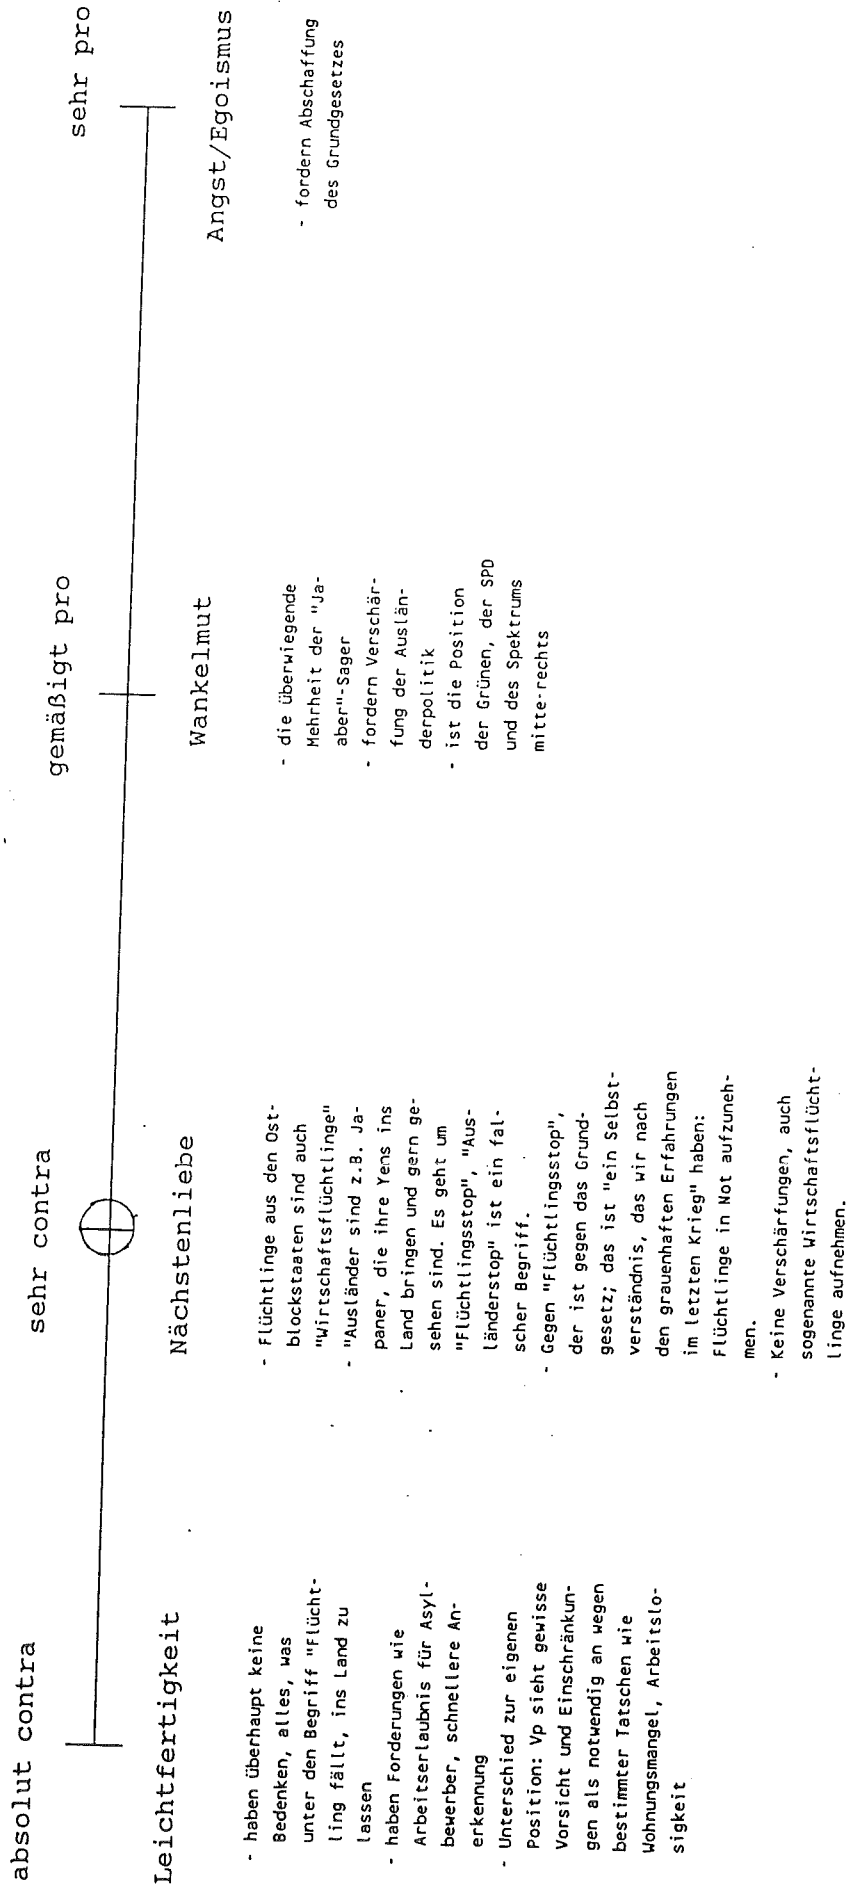 absolut contra
sehr contra
gemäßigt pro
sehr pro
Leichtfertigkeit
Nächstenliebe
Wankelmut
Angst/Egoismus
- haben überhaupt keine
Bedenken, alles, was
unter den Begriff "Flücht-
ling fällt, ins Land zu
lassen
- haben Forderungen wie
Arbeitserlaubnis für Asyl-
bewerber, schnellere An-
erkennung
- Unterschied zur eigenen
Position: Vp sieht gewisse
Vorsicht und Einschränkun-
gen als notwendig an wegen
bestimmter Tatschen wie
Wohnungsmangel, Arbeitslo-
sigkeit
- Flüchtlinge aus den Ost-
blockstaaten sind auch
"Wirtschaftsflüchtlinge"
- "Ausländer sind z.B. Ja-
paner, die ihre Yens ins
Land bringen und gern ge-
sehen sind. Es geht um
"Flüchtlingsstop", "Aus-
länderstop" ist ein fal-
scher Begriff.
- Gegen "Flüchtlingsstop",
der ist gegen das Grund-
gesetz; das ist "ein Selbst-
verständnis, das wir nach
den grauenhaften Erfahrungen
im letzten Krieg" haben:
Flüchtlinge in Not aufzuneh-
men.
- Keine Verschärfungen, auch
sogenannte Wirtschaftsflücht-
linge aufnehmen.
- die überwiegende
Mehrheit der "Ja-
aber"-Sager
- fordern Verschär-
fung der Auslän-
derpolitik
- ist die Position
der Grünen, der SPD
und des Spektrums
mitte-rechts
- fordern Abschaffung
des Grundgesetzes